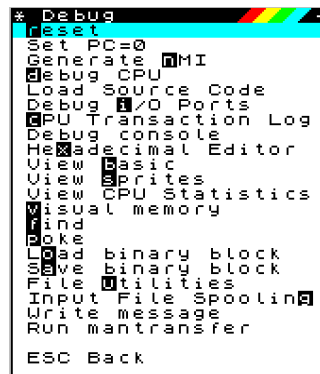 * Debug -
reset
Set PC=0
Generate nMI
debug CPU
Load Source Code
Debug i/O Ports
CPU Transaction Log
Debug console
Hexadecimal Editor
View basic
View sprites
View CPU Statistics
visual memory
find
poke
Load binary block
Save binary block
File utilities
Input File Spooling
Write message
Run mantransfer
ESC Back